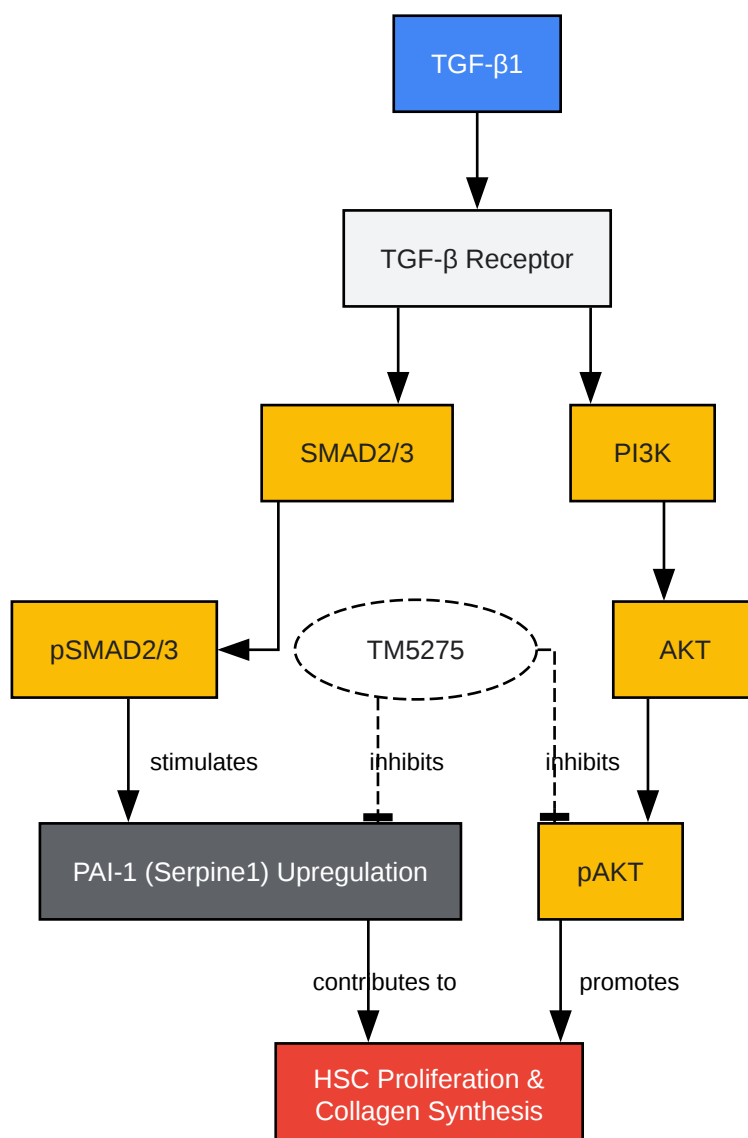 TGF-β1
TGF-β Receptor
SMAD2/3
PI3K
pSMAD2/3
TM5275
AKT
stimulates
inhibits
inhibits
PAI-1 (Serpine1) Upregulation
pAKT
contributes to
promotes
HSC Proliferation &
Collagen Synthesis